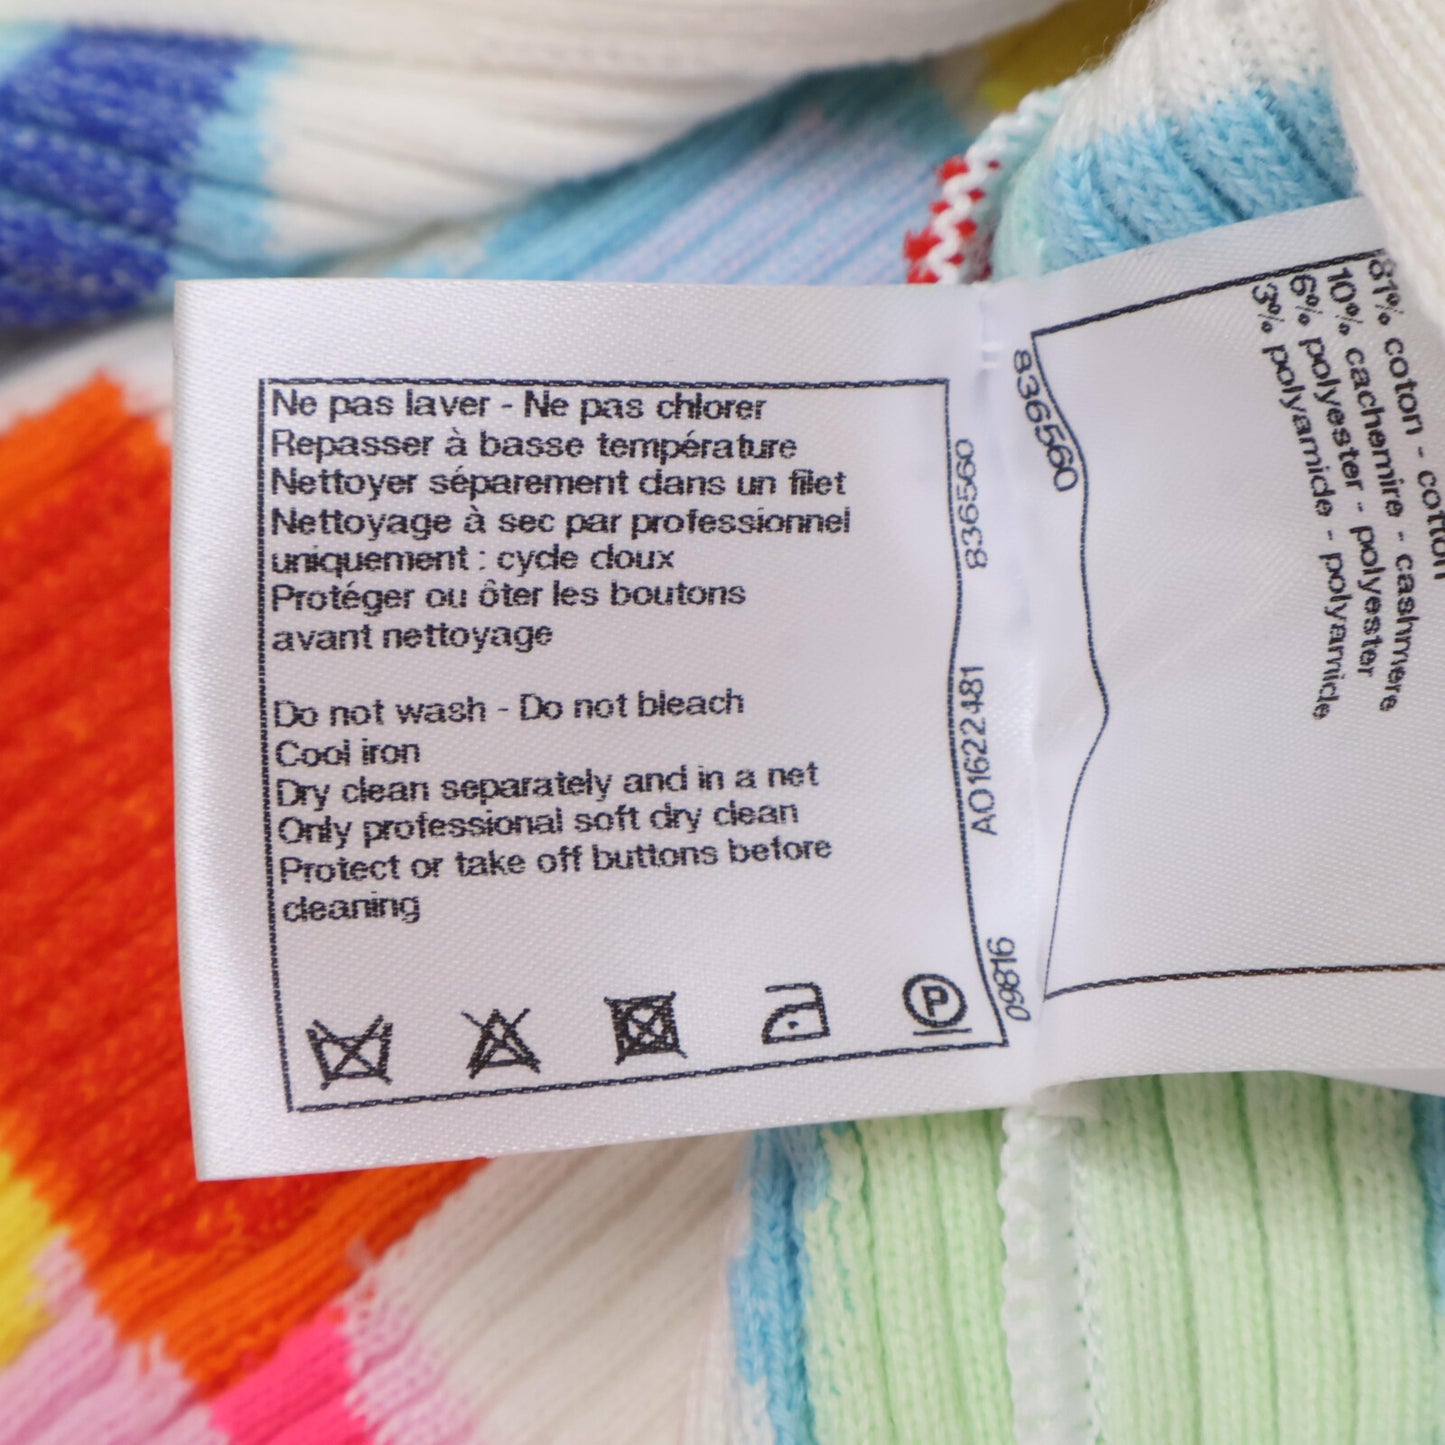 Ne pas laver - Ne pas chlorer
Repasser à basse température
Nettoyer séparement dans un filet
Nettoyage à sec par professionnel
uniquement : cycle doux
Protéger ou ôter les boutons
avant nettoyage
Do not wash - Do not bleach
Cool iron
Dry clean separately and in a net
Only professional soft dry clean
Protect or take off buttons before
cleaning
P
836560
A01622481
09816
836560
81% coton - cotton
10% cachemire - cashmere
6% polyester - polyester
3% polyamide - polyamide